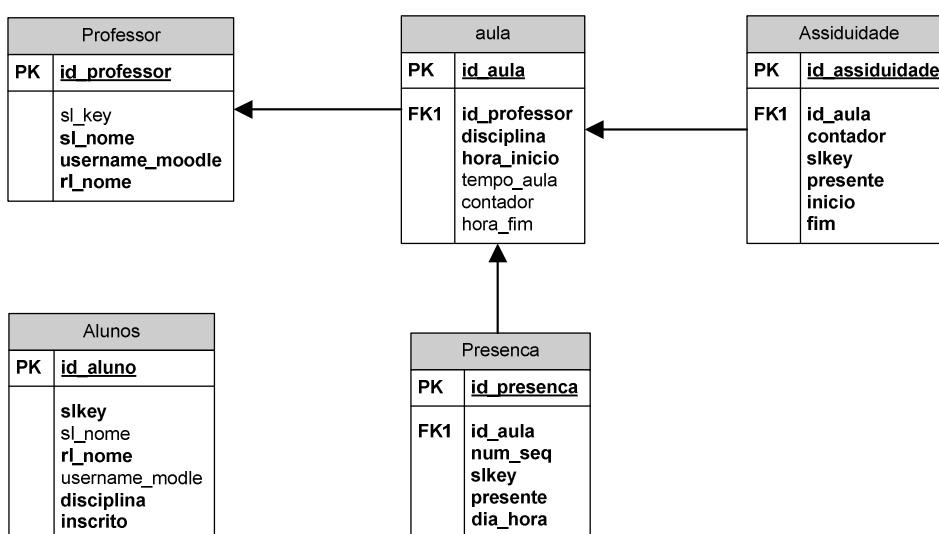 Professor
PK id_professor
sl_key
sl_nome
username_moodle
rl_nome
aula
PK id_aula
FK1 id_professor
disciplina
hora_inicio
tempo_aula
contador
hora_fim
Assiduidade
PK id_assiduidade
FK1 id_aula
contador
slkey
presente
inicio
fim
Alunos
PK id_aluno
slkey
sl_nome
rl_nome
username_modle
disciplina
inscrito
Presenca
PK id_presenca
FK1 id_aula
num_seq
slkey
presente
dia_hora